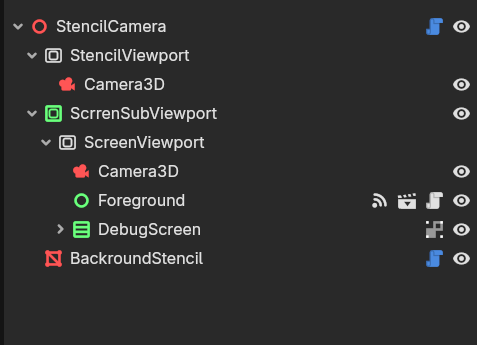 StencilCamera
StencilViewport
Camera3D
ScrrenSubViewport
ScreenViewport
Camera3D
Foreground
DebugScreen
BackroundStencil